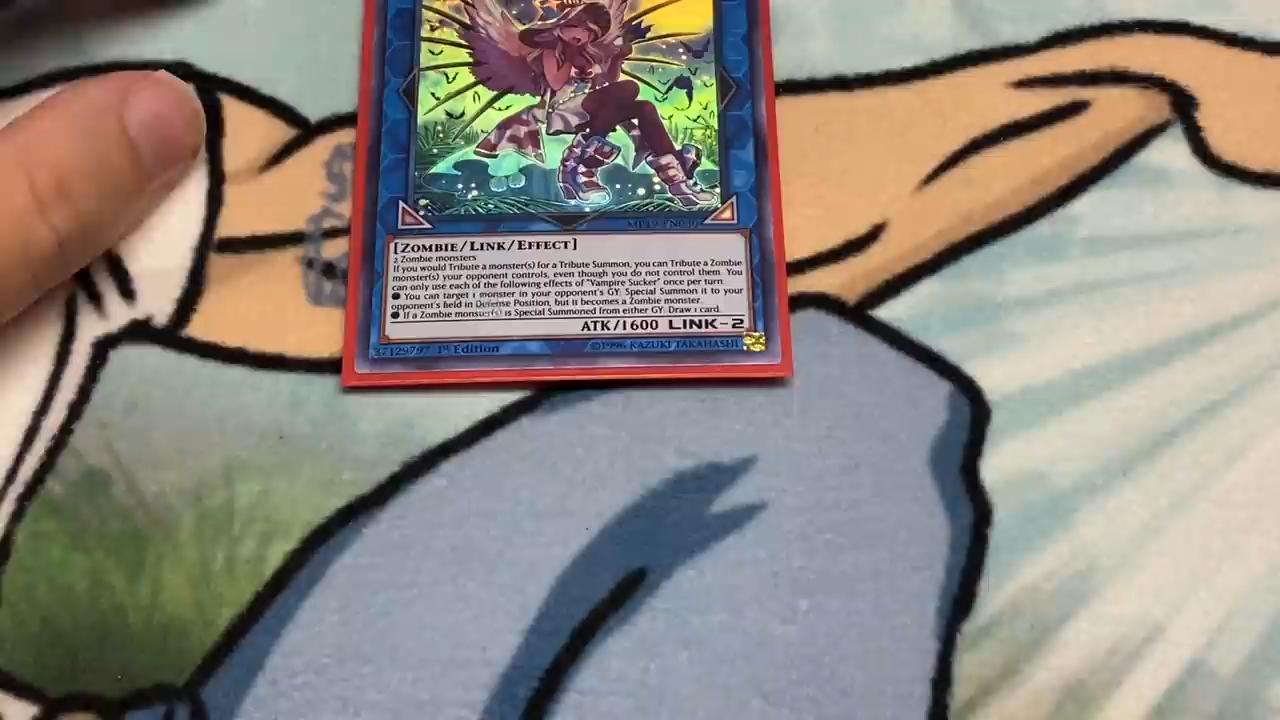 [ZOMBIE/LINK/EFFECT]
2 Zombie monsters
If you would Tribute a monster(s) for a Tribute Summon, you can Tribute a Zombie
monster(s) your opponent controls, even though you do not control them. You
can only use each of the following effects of "Vampire Sucker" once per turn.
● You can target 1 monster in your opponent's GY; Special Summon it to your
opponent's field in Defense Position, but it becomes a Zombie monster.
● If a Zombie monster(s) is Special Summoned from either GY: Draw 1 card.
ATK/1600 LINK-2
37129797 1st Edition ©1996 KAZUKI TAKAHASHI